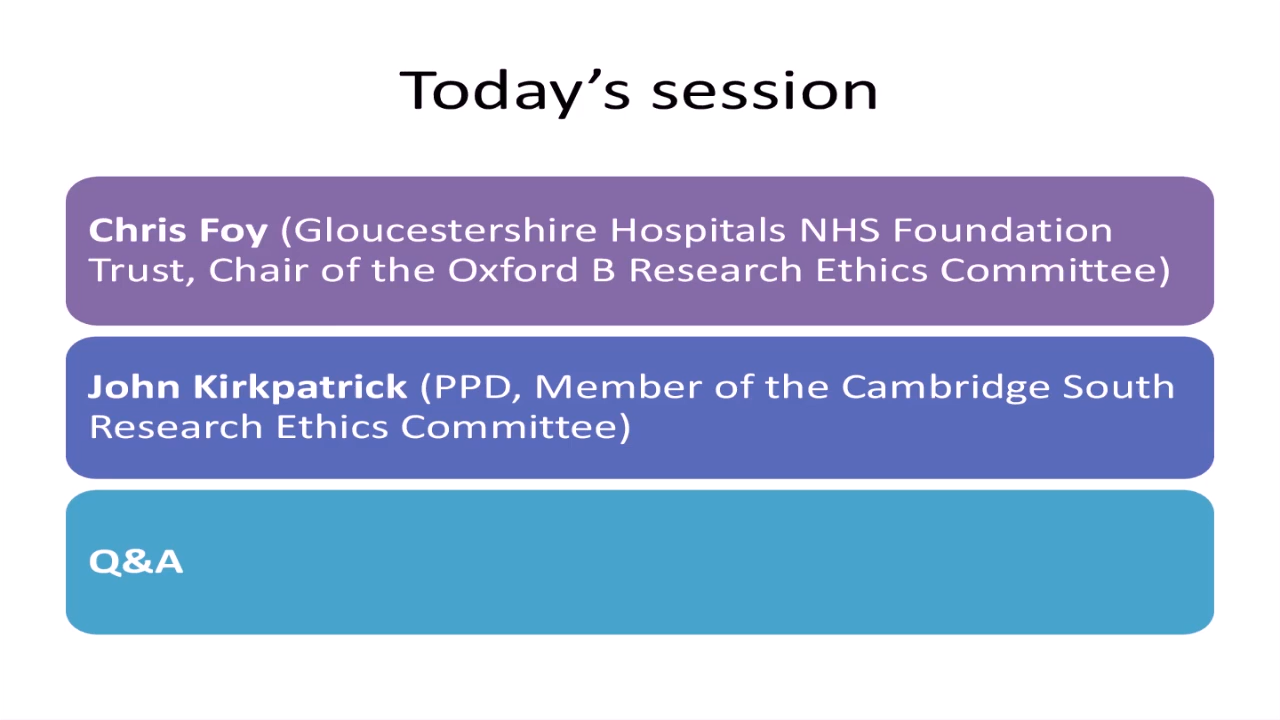 Today’s session
Chris Foy (Gloucestershire Hospitals NHS Foundation
Trust, Chair of the Oxford B Research Ethics Committee)
John Kirkpatrick (PPD, Member of the Cambridge South
Research Ethics Committee)
Q&A